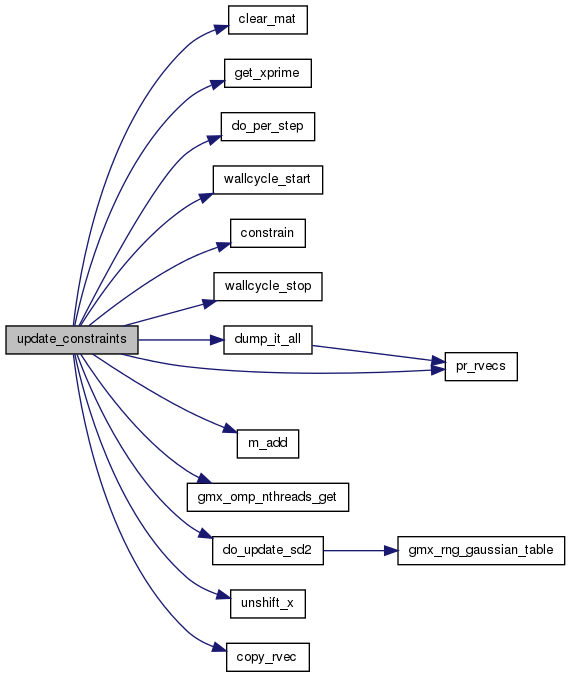 clear_mat
get_xprime
do_per_step
wallcycle_start
constrain
wallcycle_stop
update_constraints
dump_it_all
pr_rvecs
m_add
gmx_omp_nthreads_get
do_update_sd2
gmx_rng_gaussian_table
unshift_x
copy_rvec